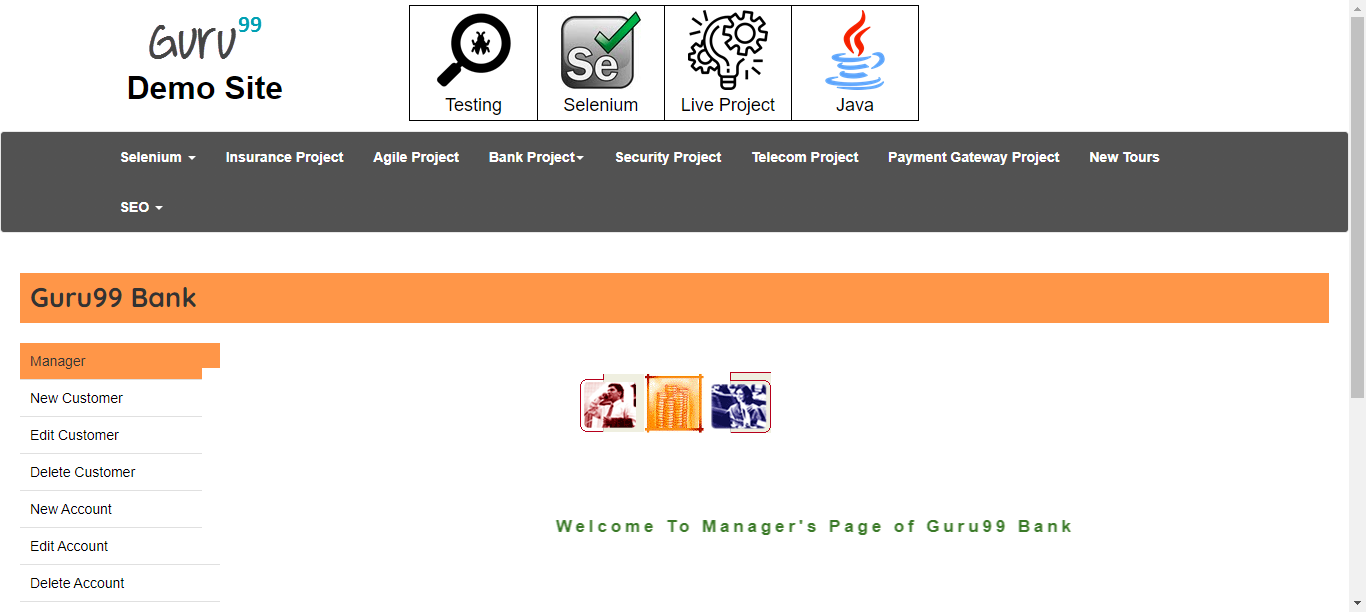 Guru99
Demo Site
Testing
Se
Selenium
Live Project
Java
Selenium
Insurance Project
Agile Project
Bank Project
Security Project
Telecom Project
Payment Gateway Project
New Tours
SEO
Guru99 Bank
Manager
New Customer
Edit Customer
Delete Customer
New Account
Edit Account
Delete Account
Welcome To Manager's Page of Guru99 Bank